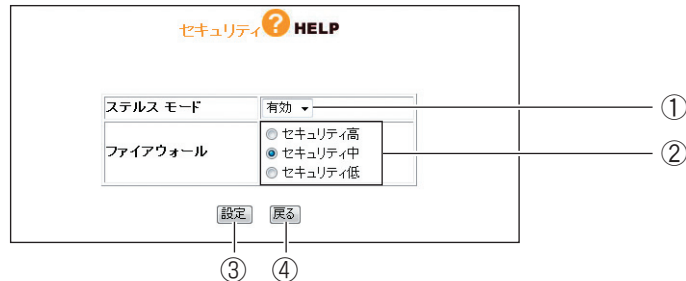 セキュリティ ? HELP
ステルス モード 有効 ①
ファイアウォール
セキュリティ高
セキュリティ中 ②
セキュリティ低
設定 戻る
③ ④